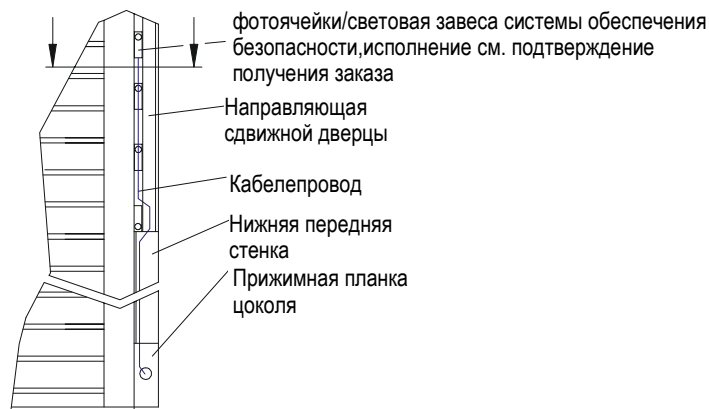 фотоячейки/световая завеса системы обеспечения
безопасности,исполнение см. подтверждение
получения заказа
Направляющая
сдвижной дверцы
Кабелепровод
Нижняя передняя
стенка
Прижимная планка
цоколя